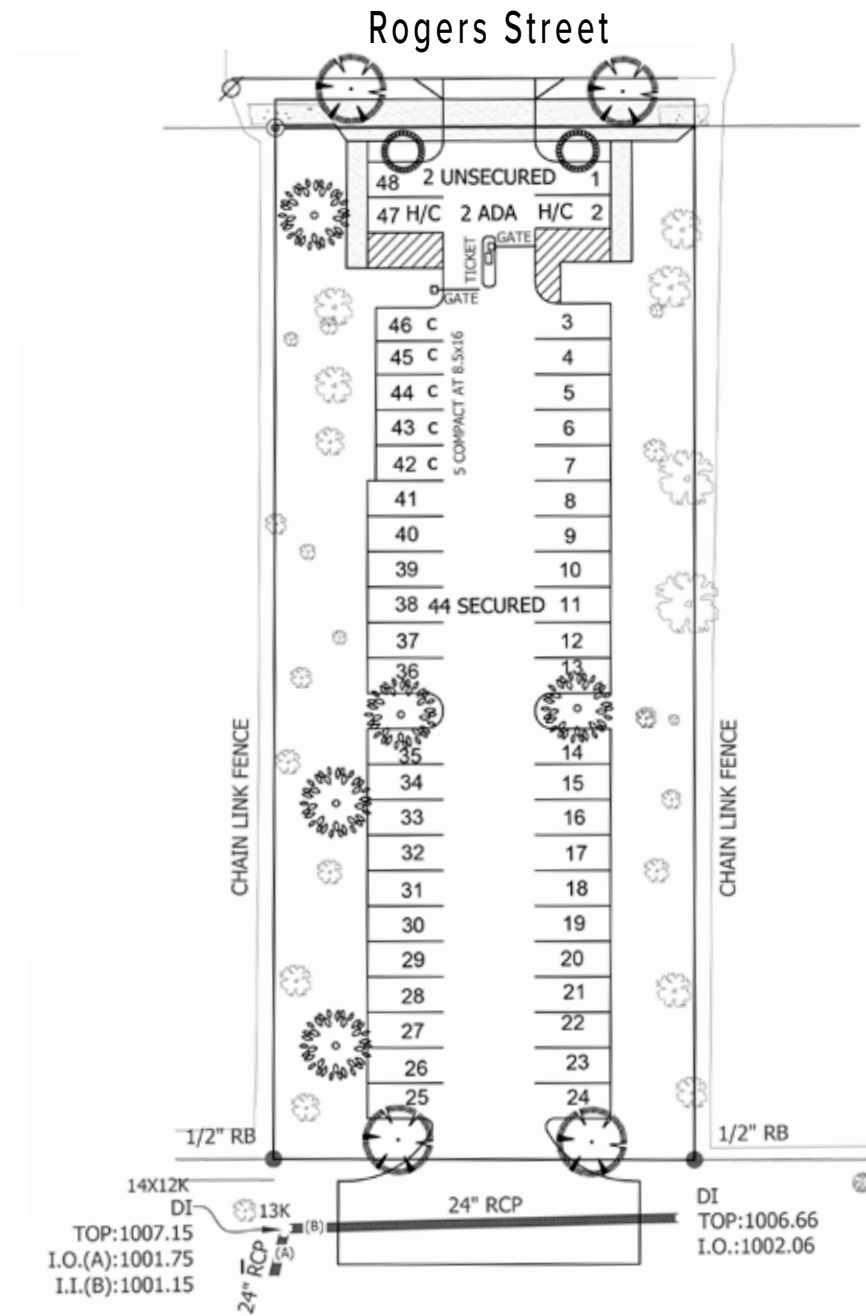 Rogers Street
48 2 UNSECURED 1
47 H/C 2 ADA H/C 2
TICKET
GATE
GATE
46 C 3
45 C 4
44 C 5
43 C 6
42 C 7
5 COMPACT AT 8.5x16
41 8
40 9
39 10
38 44 SECURED 11
37 12
36 13
35 14
34 15
33 16
32 17
31 18
30 19
29 20
28 21
27 22
26 23
25 24
CHAIN LINK FENCE
CHAIN LINK FENCE
1/2" RB
1/2" RB
14X12K
DI
13K
TOP:1007.15
I.O.(A):1001.75
I.I.(B):1001.15
(B)
(A)
24" RCP
24" RCP
DI
TOP:1006.66
I.O.:1002.06